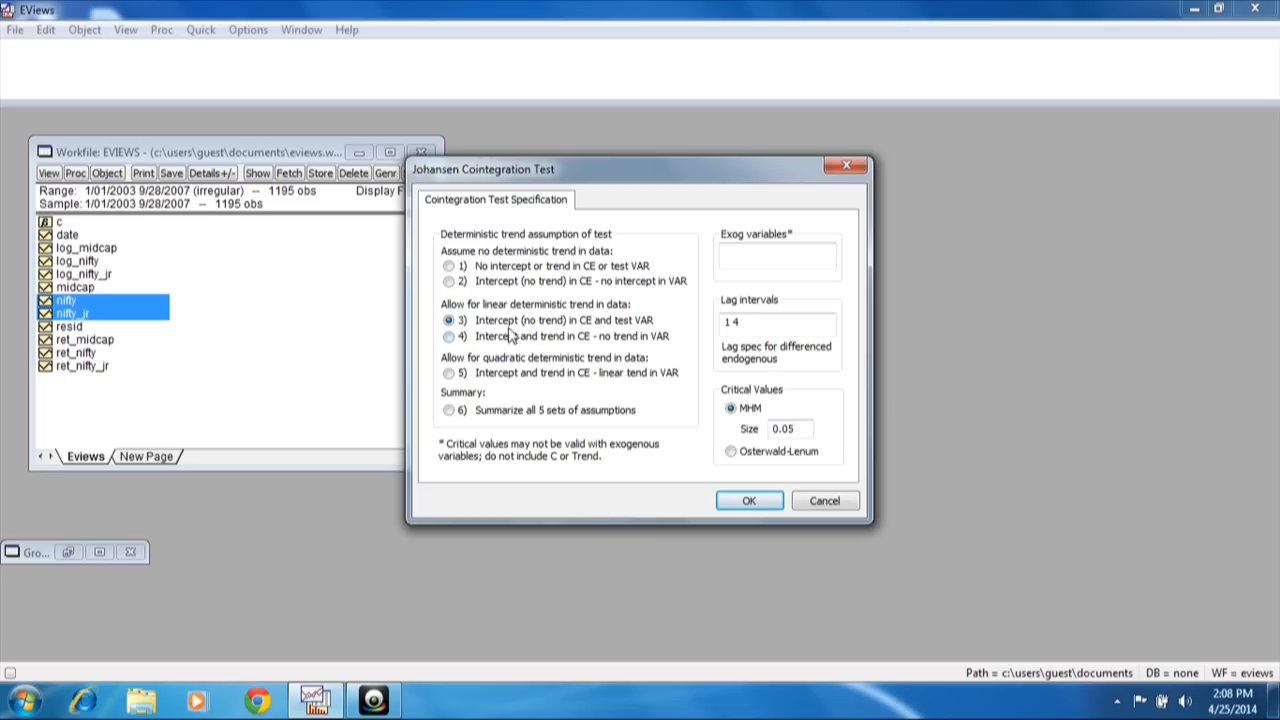 EViews
File Edit Object View Proc Quick Options Window Help
Workfile: EVIEWS - (c:\users\guest\documents\eviews.w...
View Proc Object Print Save Details+/- Show Fetch Store Delete Genr
Range: 1/01/2003 9/28/2007 (irregular) -- 1195 obs Display F
Sample: 1/01/2003 9/28/2007 -- 1195 obs
c
date
log_midcap
log_nifty
log_nifty_jr
midcap
nifty
nifty_jr
resid
ret_midcap
ret_nifty
ret_nifty_jr
Eviews New Page
Johansen Cointegration Test
Cointegration Test Specification
Deterministic trend assumption of test
Assume no deterministic trend in data:
1) No intercept or trend in CE or test VAR
2) Intercept (no trend) in CE - no intercept in VAR
Allow for linear deterministic trend in data:
3) Intercept (no trend) in CE and test VAR
4) Intercept and trend in CE - no trend in VAR
Allow for quadratic deterministic trend in data:
5) Intercept and trend in CE - linear tend in VAR
Summary:
6) Summarize all 5 sets of assumptions
* Critical values may not be valid with exogenous
variables; do not include C or Trend.
Exog variables*
Lag intervals
1 4
Lag spec for differenced
endogenous
Critical Values
MHM
Size 0.05
Osterwald-Lenum
OK Cancel
Gro...
Path = c:\users\guest\documents DB = none WF = eviews
2:08 PM
4/25/2014